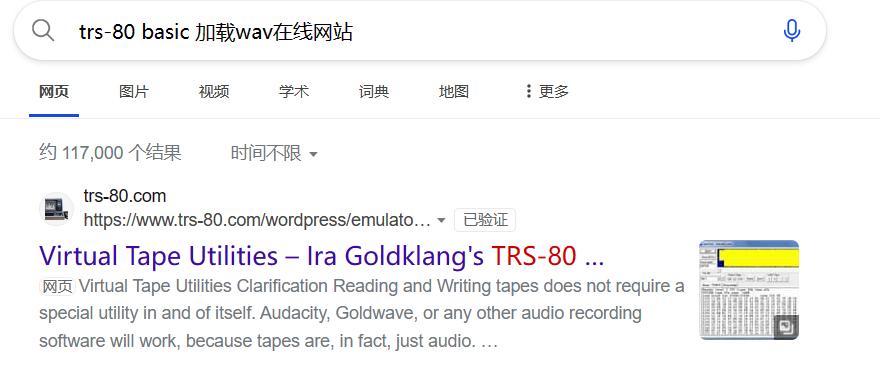 trs-80 basic 加载wav在线网站
网页 图片 视频 学术 词典 地图 更多
约 117,000 个结果 时间不限
trs-80.com
https://www.trs-80.com/wordpress/emulato… 已验证
Virtual Tape Utilities – Ira Goldklang's TRS-80 ...
网页 Virtual Tape Utilities Clarification Reading and Writing tapes does not require a
special utility in and of itself. Audacity, Goldwave, or any other audio recording
software will work, because tapes are, in fact, just audio. …